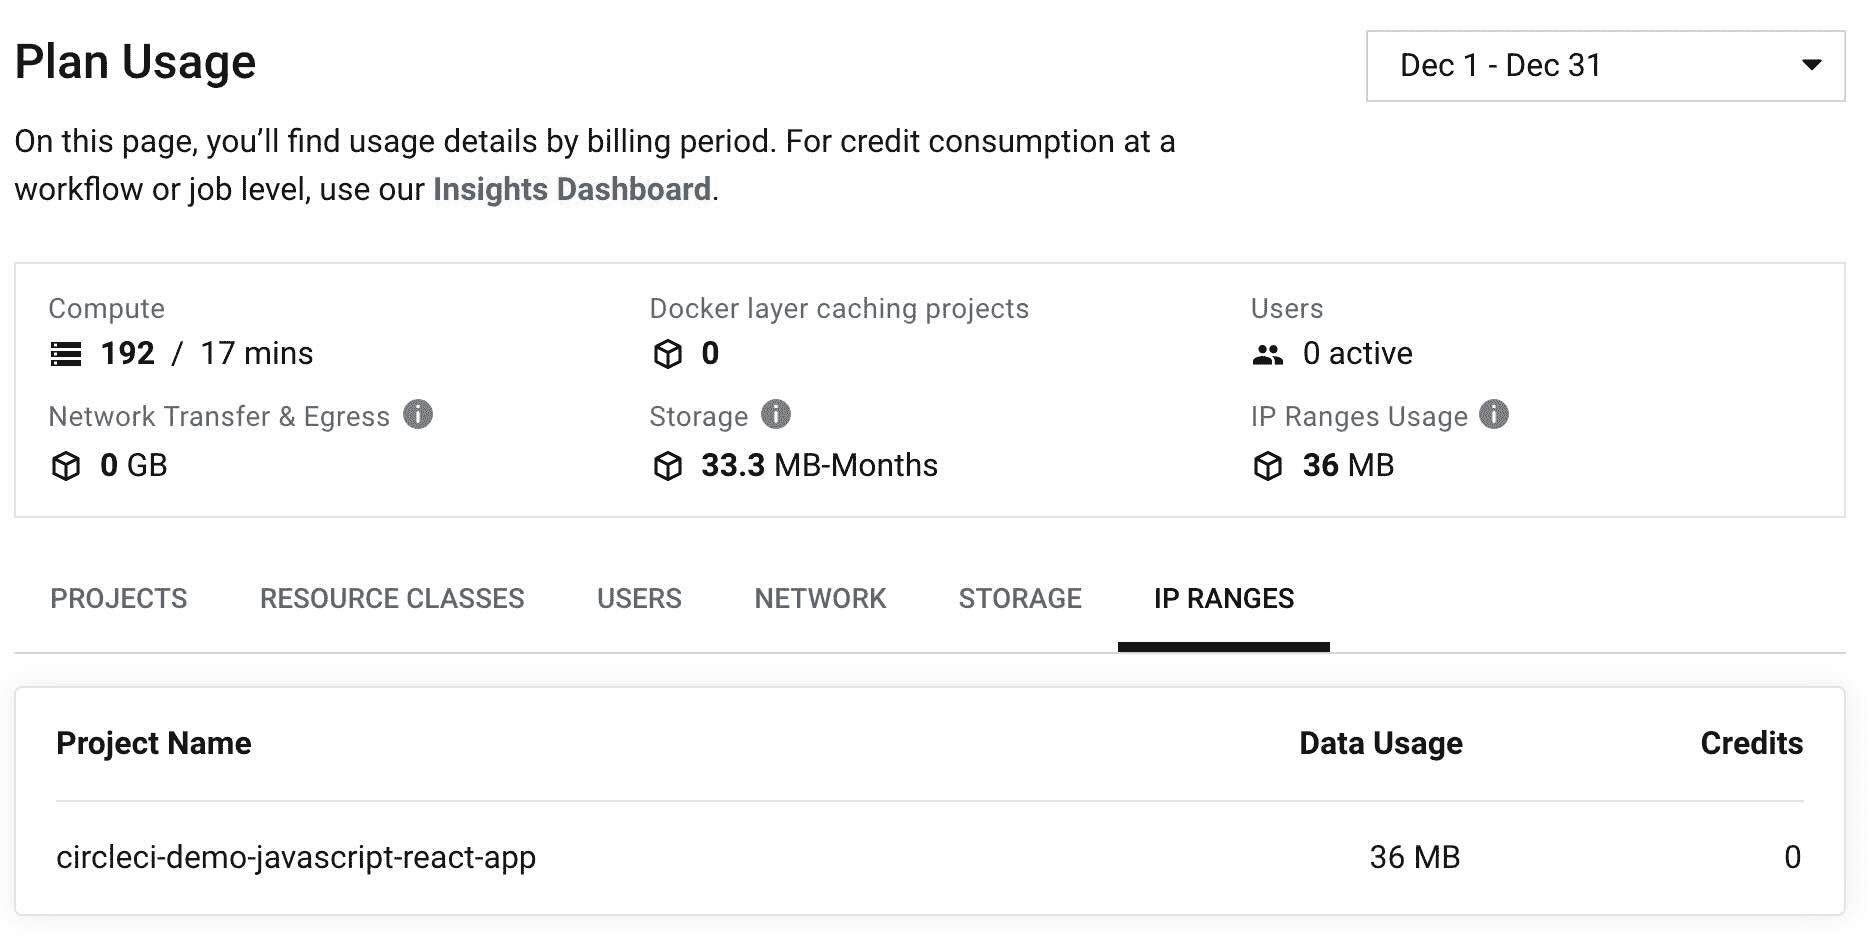 Plan Usage
Dec 1 - Dec 31
On this page, you’ll find usage details by billing period. For credit consumption at a
workflow or job level, use our Insights Dashboard.
Compute
192 / 17 mins
Docker layer caching projects
0
Users
0 active
Network Transfer & Egress
0 GB
Storage
33.3 MB-Months
IP Ranges Usage
36 MB
PROJECTS RESOURCE CLASSES USERS NETWORK STORAGE IP RANGES
Project Name Data Usage Credits
circleci-demo-javascript-react-app 36 MB 0